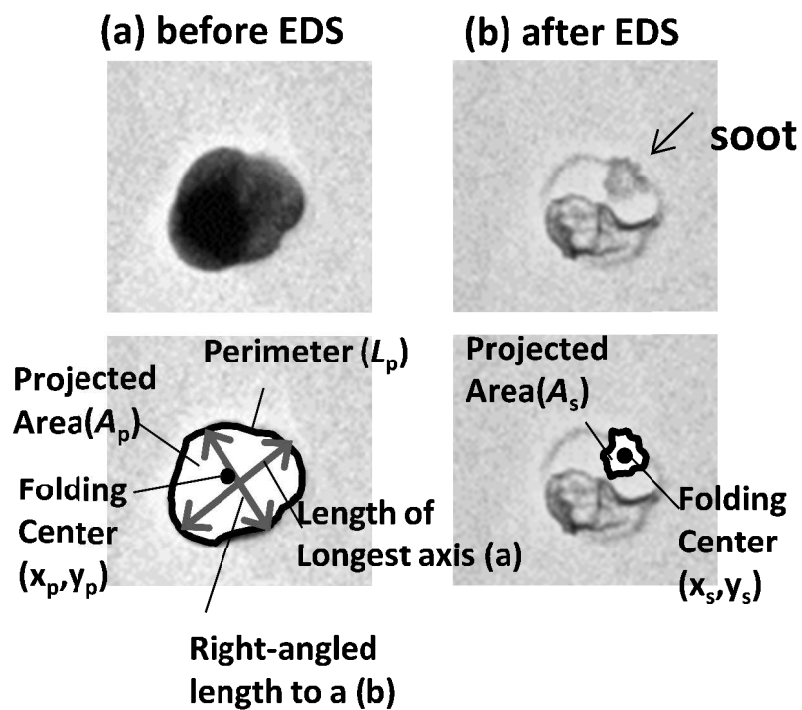 (a) before EDS
(b) after EDS
soot
Perimeter (Lp)
Projected
Area(Ap)
Folding
Center
(xp,yp)
Length of
Longest axis (a)
Right-angled
length to a (b)
Projected
Area(As)
Folding
Center
(xs,ys)